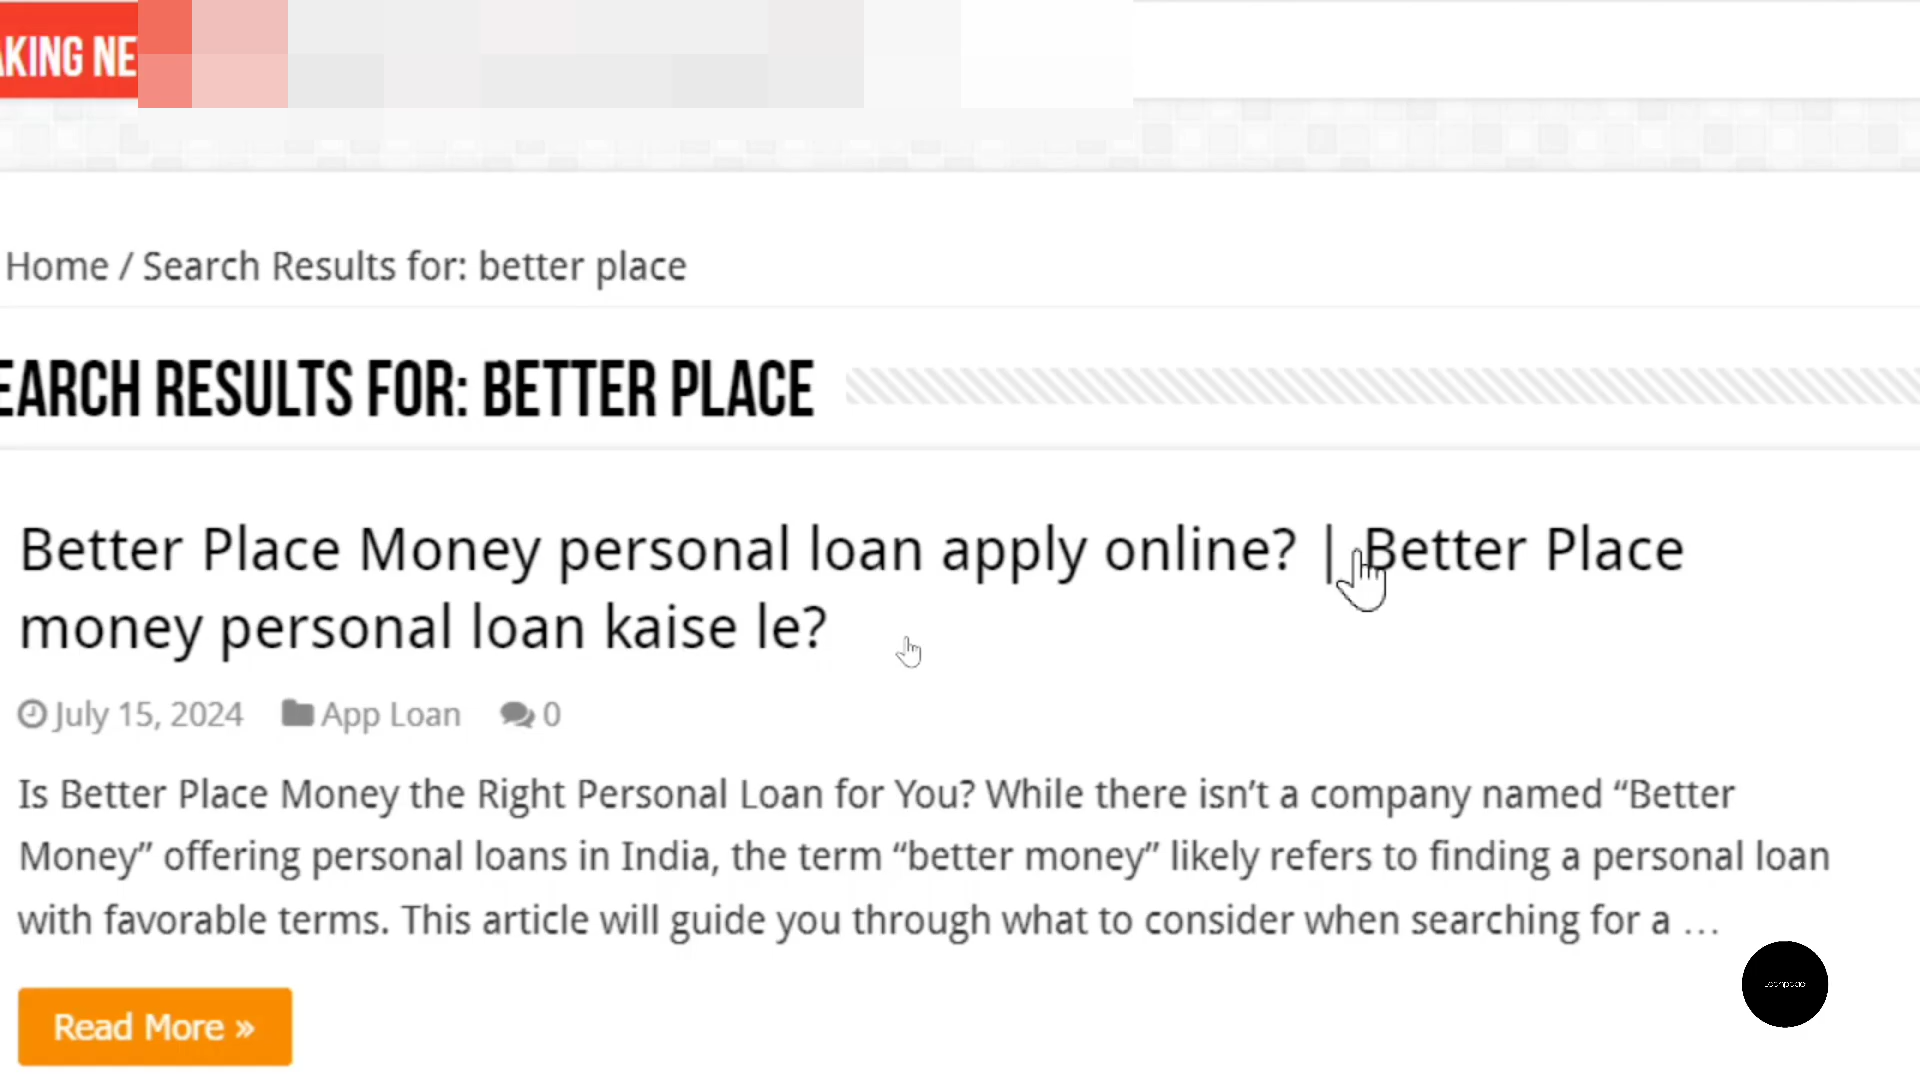 AKING NE
Home / Search Results for: better place
EARCH RESULTS FOR: BETTER PLACE
Better Place Money personal loan apply online? | Better Place
money personal loan kaise le?
July 15, 2024 App Loan 0
Is Better Place Money the Right Personal Loan for You? While there isn’t a company named “Better
Money” offering personal loans in India, the term “better money” likely refers to finding a personal loan
with favorable terms. This article will guide you through what to consider when searching for a …
Read More »